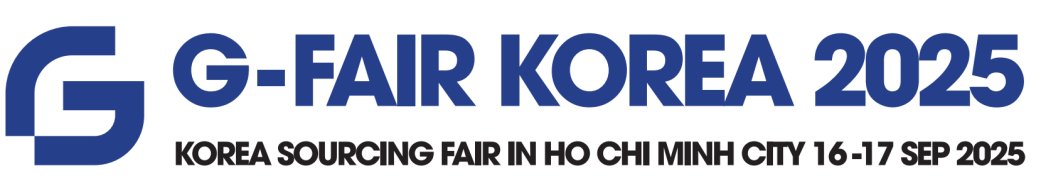 G-FAIR KOREA 2025
KOREA SOURCING FAIR IN HO CHI MINH CITY 16-17 SEP 2025